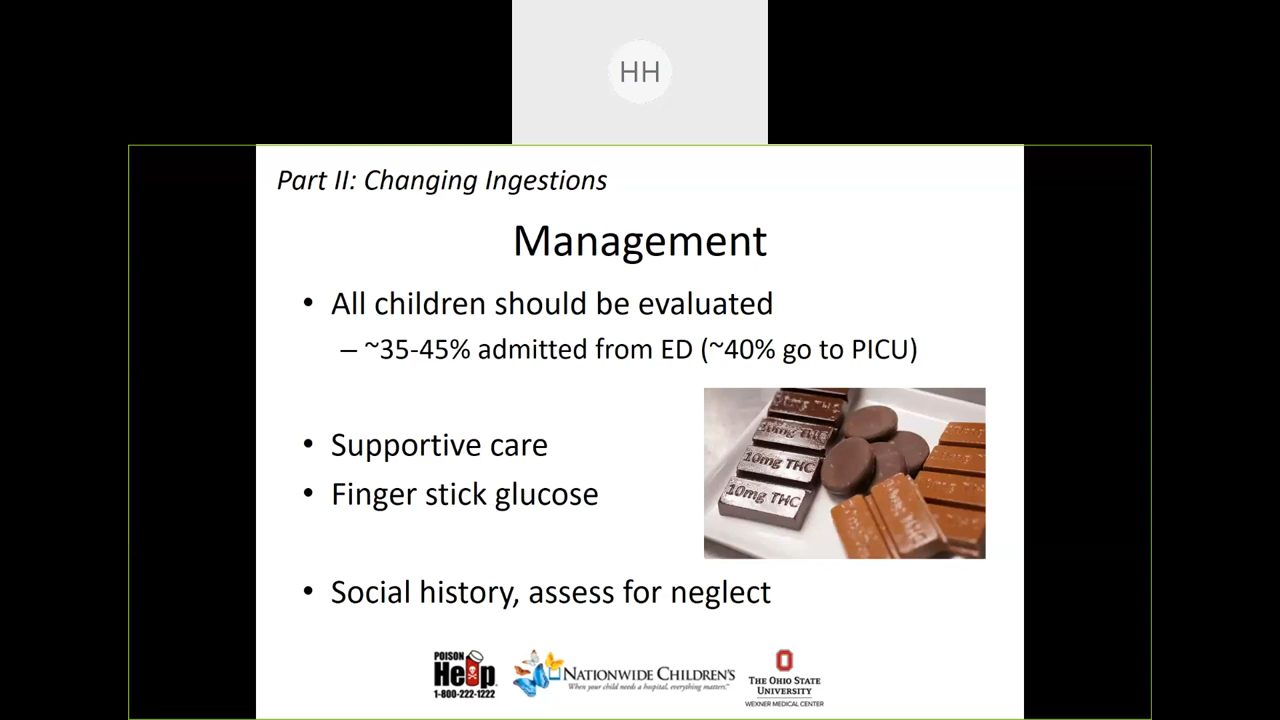 HH
Part II: Changing Ingestions
Management
• All children should be evaluated
– ~35-45% admitted from ED (~40% go to PICU)
• Supportive care
• Finger stick glucose
10mg THC
10mg THC
10mg THC
• Social history, assess for neglect
POISON
Help
1-800-222-1222
NATIONWIDE CHILDREN'S
When your child needs a hospital, everything matters.
THE OHIO STATE
UNIVERSITY
WEXNER MEDICAL CENTER